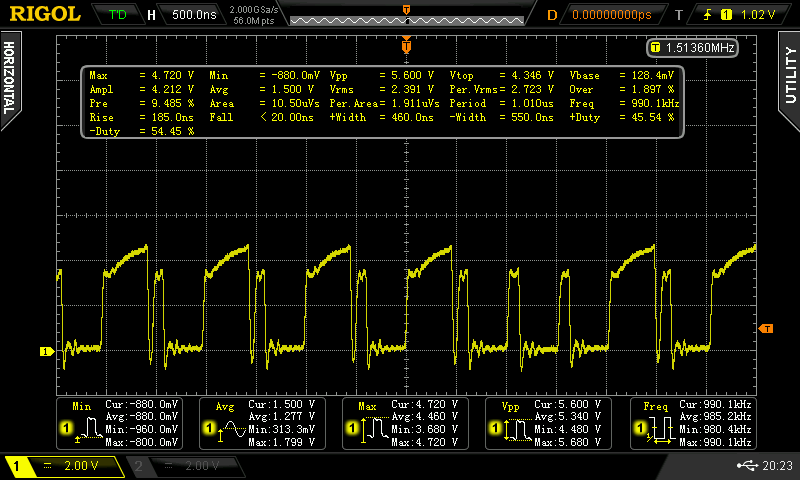 RIGOL T'D H 500.0ns 2.000GSa/s 56.0M pts D 0.00000000ps T 1 1.02 V
HORIZONTAL
UTILITY
T 1.51360MHz
Max = 4.720 V Min = -880.0mV Vpp = 5.600 V Vtop = 4.346 V Vbase = 128.4mV
Ampl = 4.212 V Avg = 1.500 V Vrms = 2.391 V Per.Vrms= 2.723 V Over = 1.897 %
Pre = 9.485 % Area = 10.50uVs Per.Area= 1.911uVs Period = 1.010us Freq = 990.1kHz
Rise = 185.0ns Fall < 20.00ns +Width = 460.0ns -Width = 550.0ns +Duty = 45.54 %
-Duty = 54.45 %
T
T
1
Min Cur:-880.0mV
Avg:-880.0mV
1 Min:-960.0mV
Max:-800.0mV
Avg Cur:1.500 V
Avg:1.277 V
1 Min:313.3mV
Max:1.799 V
Max Cur:4.720 V
Avg:4.460 V
1 Min:3.680 V
Max:4.720 V
Vpp Cur:5.600 V
Avg:5.340 V
1 Min:4.480 V
Max:5.680 V
Freq Cur:990.1kHz
Avg:985.2kHz
1 Min:980.4kHz
Max:990.1kHz
1 = 2.00 V 2 = 2.00 V 20:23